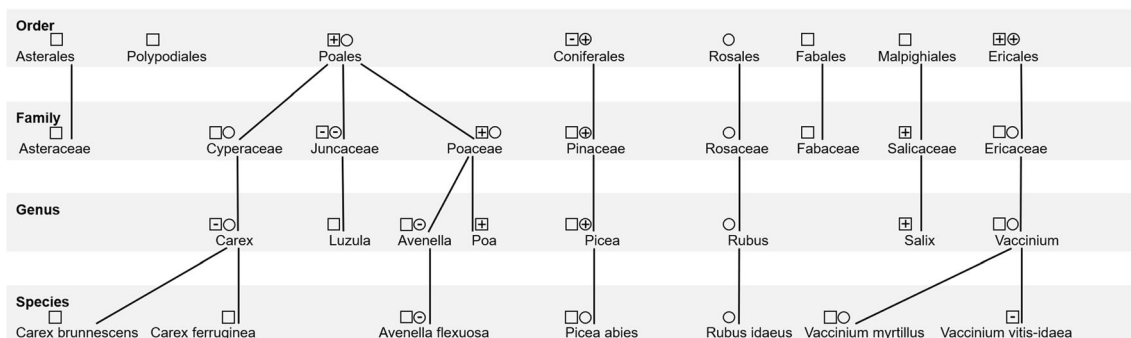 Order
Asterales Polypodiales Poales Coniferales Rosales Fabales Malpighiales Ericales
Family
Asteraceae Cyperaceae Juncaceae Poaceae Pinaceae Rosaceae Fabaceae Salicaceae Ericaceae
Genus
Carex Luzula Avenella Poa Picea Rubus Salix Vaccinium
Species
Carex brunnescens Carex ferruginea Avenella flexuosa Picea abies Rubus idaeus Vaccinium myrtillus Vaccinium vitis-idaea